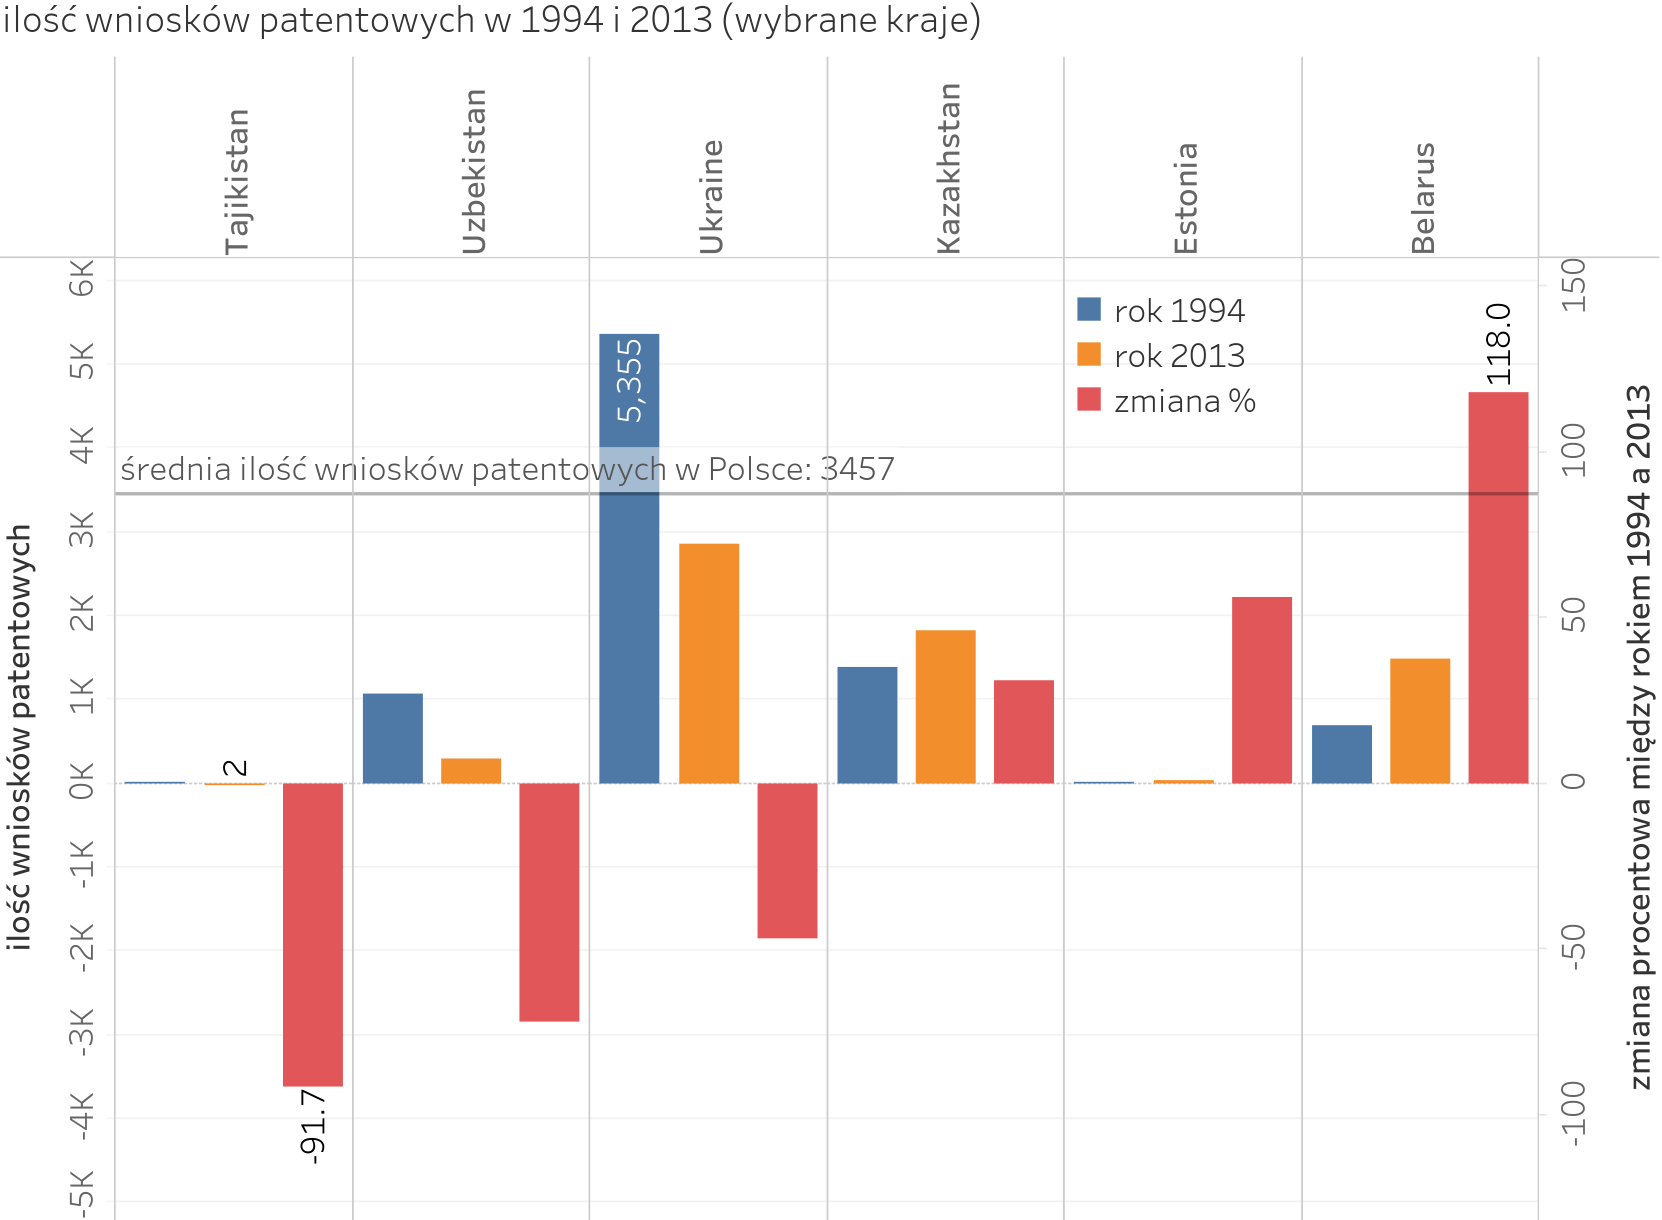 ilość wniosków patentowych w 1994 i 2013 (wybrane kraje)
Tajikistan
Uzbekistan
Ukraine
Kazakhstan
Estonia
Belarus
ilość wniosków patentowych
6K
5K
4K
3K
2K
1K
0K
-1K
-2K
-3K
-4K
-5K
rok 1994
rok 2013
zmiana %
średnia ilość wniosków patentowych w Polsce: 3457
2
-91.7
5,355
118.0
150
100
50
0
-50
-100
zmiana procentowa między rokiem 1994 a 2013